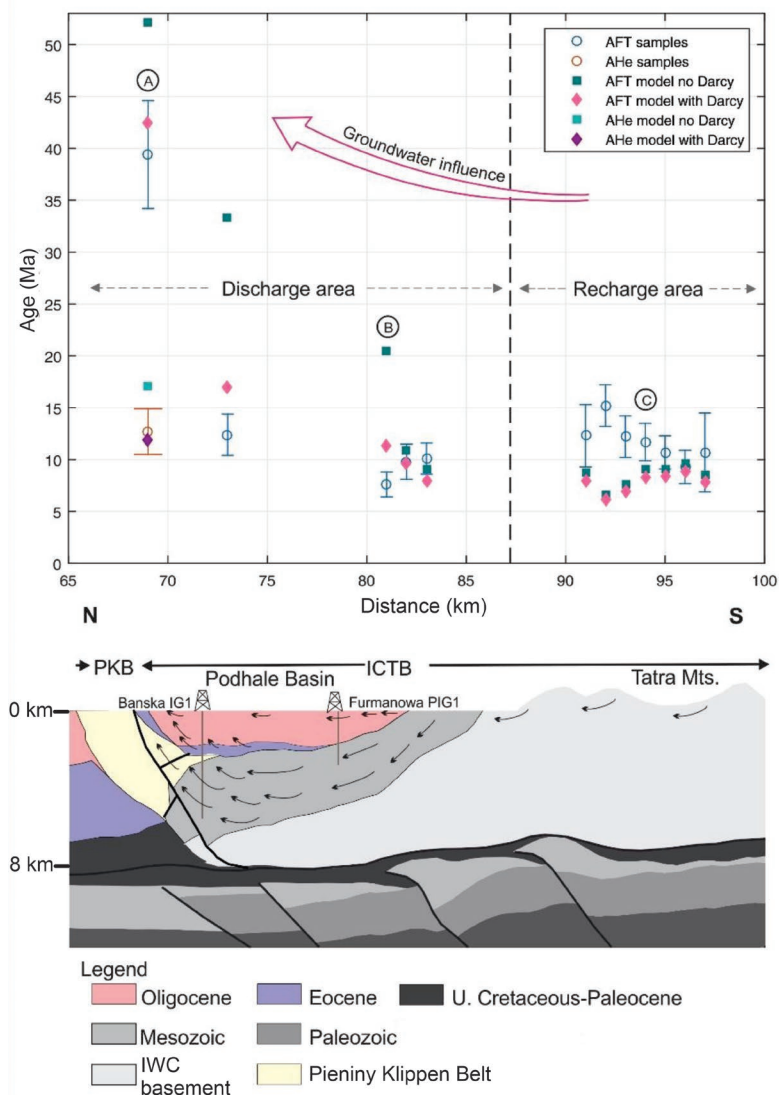 50
45
40
35
30
25
20
15
10
5
0
Age (Ma)
AFT samples
AHe samples
AFT model no Darcy
AFT model with Darcy
AHe model no Darcy
AHe model with Darcy
A
Groundwater influence
Discharge area
Recharge area
B
C
65 70 75 80 85 90 95 100
N Distance (km) S
PKB ICTB
Podhale Basin Tatra Mts.
Banska IG1 Furmanowa PIG1
0 km
8 km
Legend
Oligocene Eocene U. Cretaceous-Paleocene
Mesozoic Paleozoic
IWC
basement
Pieniny Klippen Belt